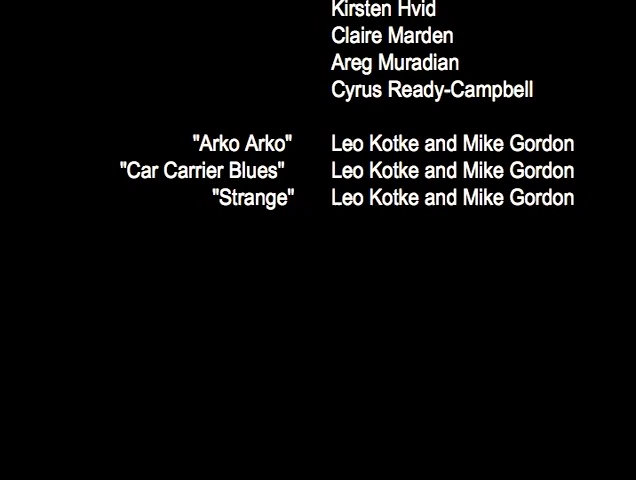 Kirsten Hvid
Claire Marden
Areg Muradian
Cyrus Ready-Campbell
"Arko Arko" Leo Kotke and Mike Gordon
"Car Carrier Blues" Leo Kotke and Mike Gordon
"Strange" Leo Kotke and Mike Gordon